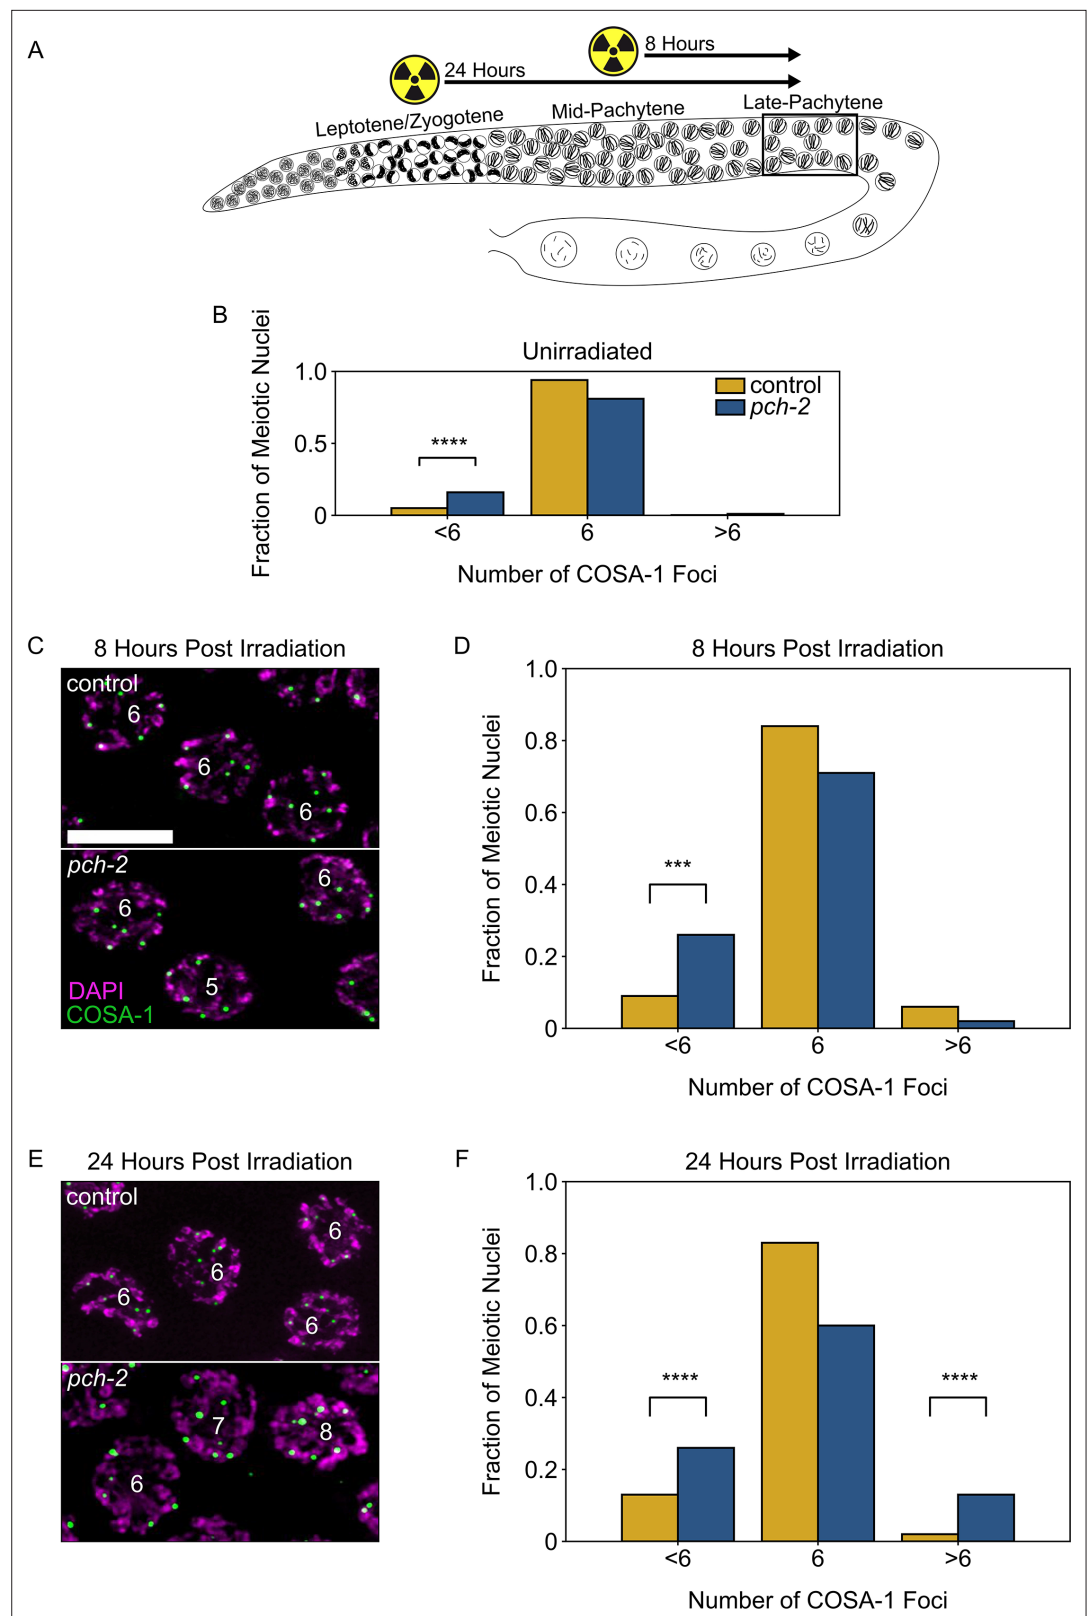 A
8 Hours
24 Hours
Leptotene/Zyogotene
Mid-Pachytene
Late-Pachytene
B
Unirradiated
Fraction of Meiotic Nuclei
1.0
0.5
0
****
control
pch-2
<6
6
>6
Number of COSA-1 Foci
C
8 Hours Post Irradiation
control
6
6
6
pch-2
6
6
5
DAPI
COSA-1
D
8 Hours Post Irradiation
Fraction of Meiotic Nuclei
1.0
0.8
0.6
0.4
0.2
0
***
<6
6
>6
Number of COSA-1 Foci
E
24 Hours Post Irradiation
control
6
6
6
6
pch-2
7
8
6
F
24 Hours Post Irradiation
Fraction of Meiotic Nuclei
1.0
0.8
0.6
0.4
0.2
0
****
****
<6
6
>6
Number of COSA-1 Foci